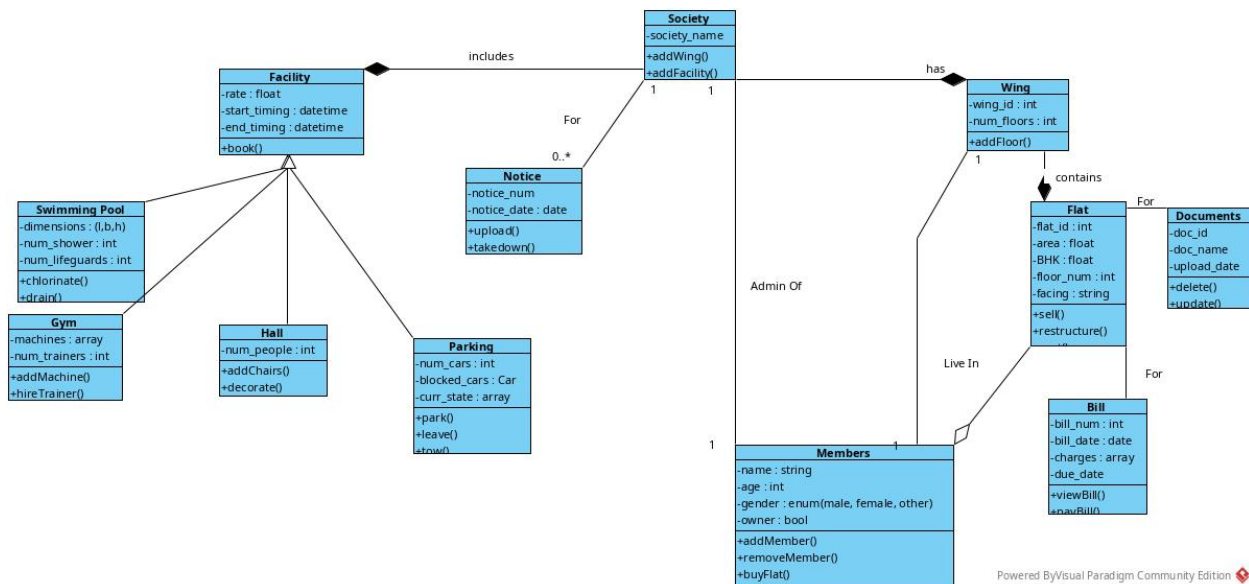 Society
-society_name
+addWing()
+addFacility()
includes
has
1
1
For
0..*
Facility
-rate : float
-start_timing : datetime
-end_timing : datetime
+book()
Wing
-wing_id : int
-num_floors : int
+addFloor()
1
contains
Notice
-notice_num
-notice_date : date
+upload()
+takedown()
Swimming Pool
-dimensions : (l,b,h)
-num_shower : int
-num_lifeguards : int
+chlorinate()
+drain()
Flat
-flat_id : int
-area : float
-BHK : float
-floor_num : int
-facing : string
+sell()
+restructure()
For
Documents
-doc_id
-doc_name
-upload_date
+delete()
+update()
Admin Of
Gym
-machines : array
-num_trainers : int
+addMachine()
+hireTrainer()
Hall
-num_people : int
+addChairs()
+decorate()
Parking
-num_cars : int
-blocked_cars : Car
-curr_state : array
+park()
+leave()
+tow()
Live In
For
Bill
-bill_num : int
-bill_date : date
-charges : array
-due_date
+viewBill()
+payBill()
1
1
Members
-name : string
-age : int
-gender : enum(male, female, other)
-owner : bool
+addMember()
+removeMember()
+buyFlat()
Powered ByVisual Paradigm Community Edition